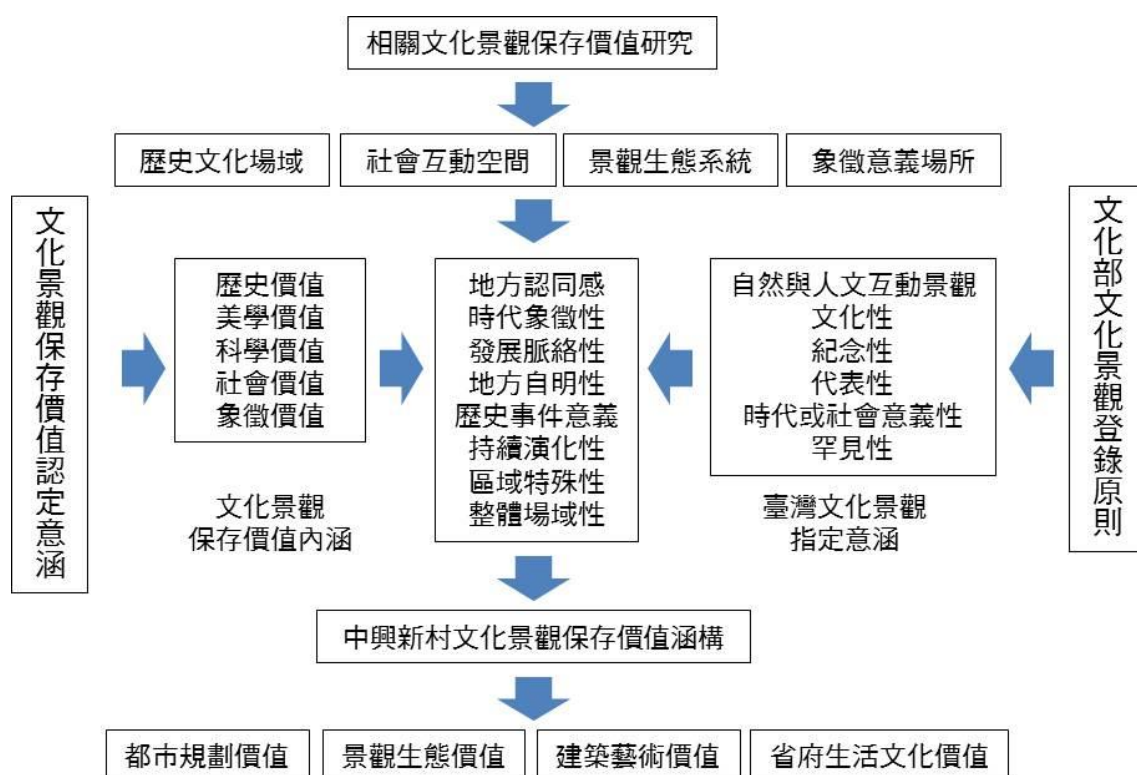 相關文化景觀保存價值研究
歷史文化場域
社會互動空間
景觀生態系統
象徵意義場所
文化景觀保存價值認定意涵
歷史價值
美學價值
科學價值
社會價值
象徵價值
文化景觀
保存價值內涵
地方認同感
時代象徵性
發展脈絡性
地方自明性
歷史事件意義
持續演化性
區域特殊性
整體場域性
自然與人文互動景觀
文化性
紀念性
代表性
時代或社會意義性
罕見性
臺灣文化景觀
指定意涵
文化部文化景觀登錄原則
中興新村文化景觀保存價值涵構
都市規劃價值
景觀生態價值
建築藝術價值
省府生活文化價值